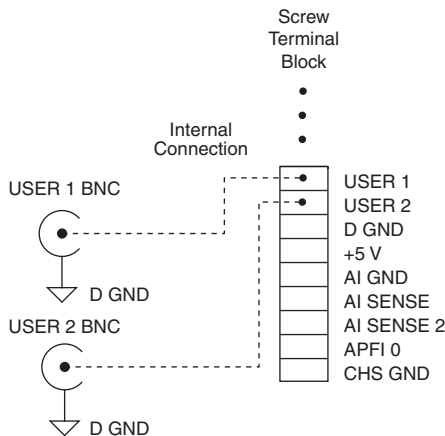 Screw
Terminal
Block
Internal
Connection
USER 1 BNC
D GND
USER 2 BNC
D GND
USER 1
USER 2
D GND
+5 V
AI GND
AI SENSE
AI SENSE 2
APFI 0
CHS GND